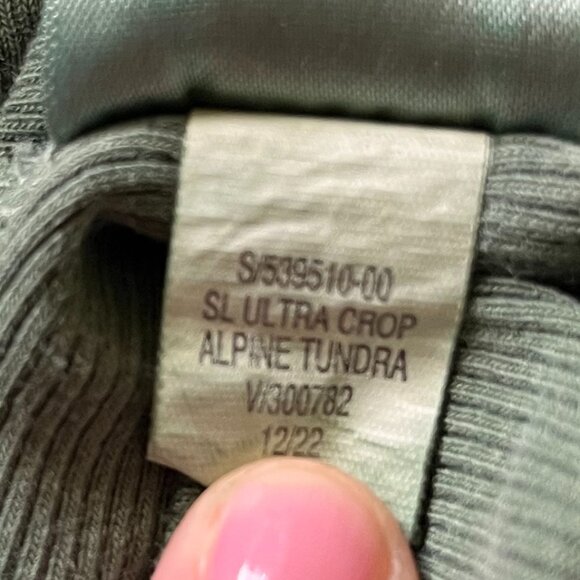 S/539510-00
SL ULTRA CROP
ALPINE TUNDRA
V/300782
12/22